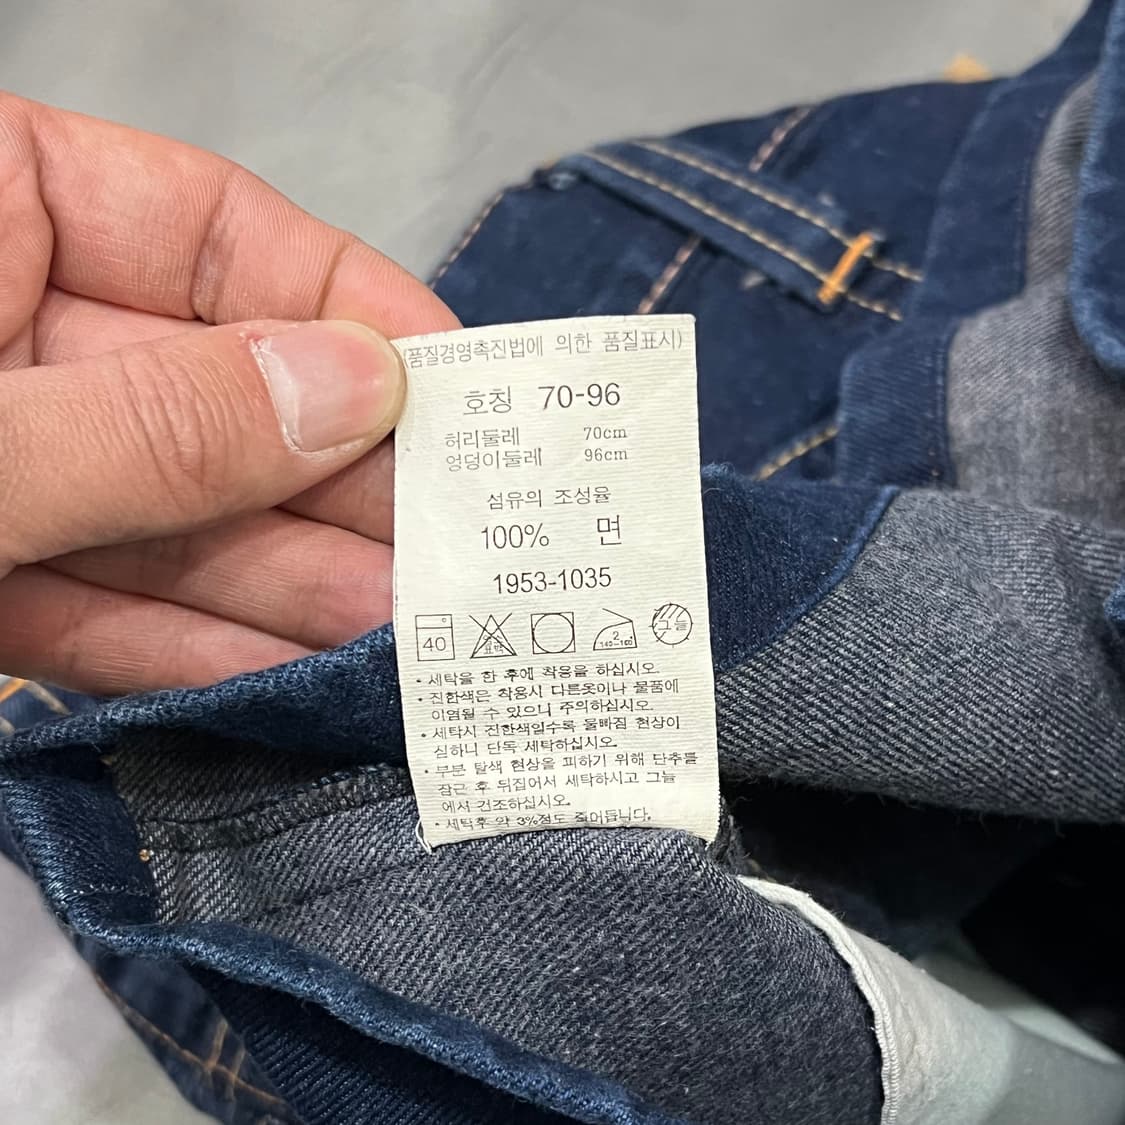 (품질경영촉진법에 의한 품질표시)
호칭 70-96
허리둘레 70cm
엉덩이둘레 96cm
섬유의 조성율
100% 면
1953-1035
40 표백 2 140~160 그늘
• 세탁을 한 후에 착용을 하십시오.
• 진한색은 착용시 다른옷이나 물품에
이염될 수 있으니 주의하십시오.
• 세탁시 진한색일수록 물빠짐 현상이
심하니 단독 세탁하십시오.
• 부분 탈색 현상을 피하기 위해 단추를
잠근 후 뒤집어서 세탁하시고 그늘
에서 건조하십시오.
• 세탁후 약 3%정도 줄어듭니다.